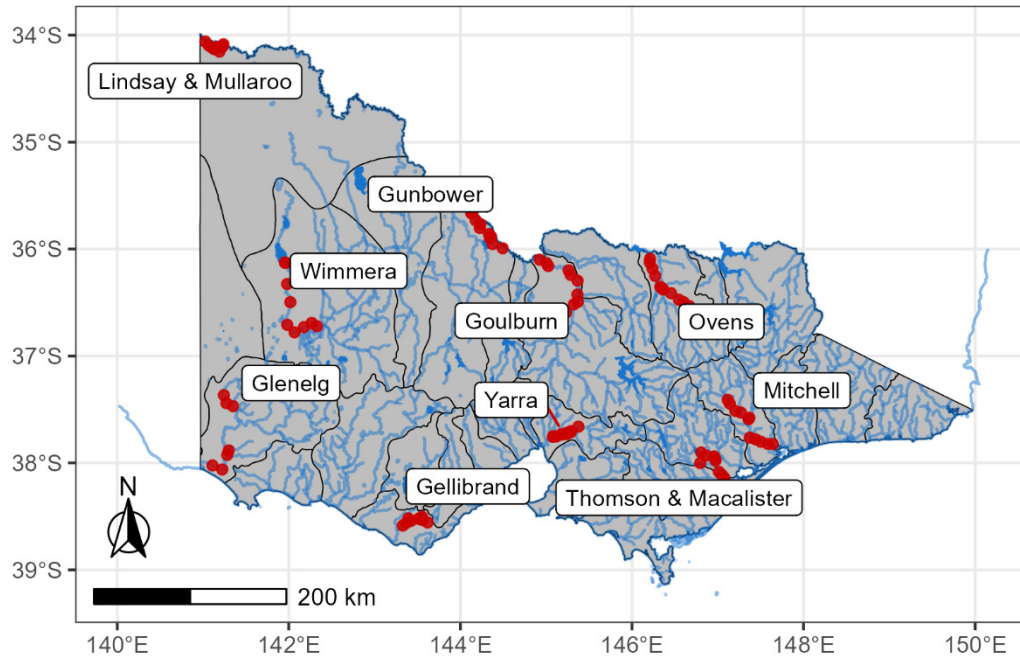 34°S
Lindsay & Mullaroo
35°S
Gunbower
36°S
Wimmera
Goulburn
Ovens
37°S
Glenelg
Mitchell
Yarra
38°S
Gellibrand
Thomson & Macalister
N
39°S
200 km
140°E
142°E
144°E
146°E
148°E
150°E